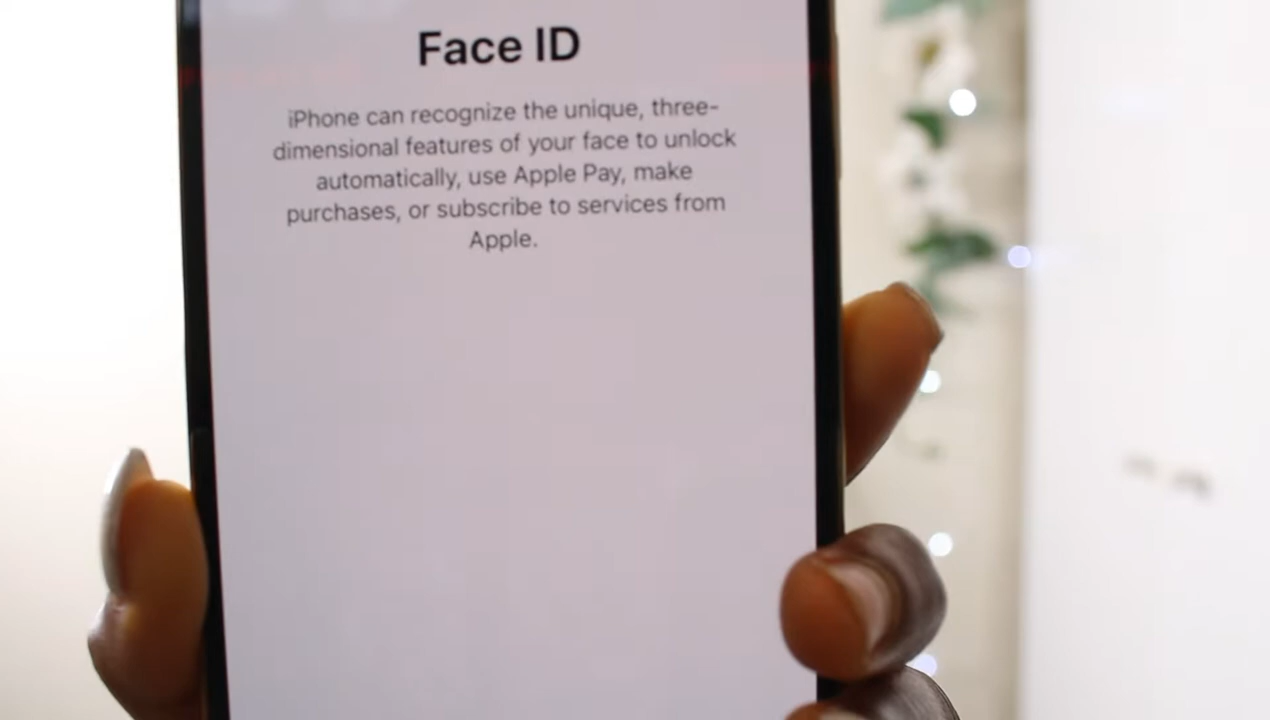 Face ID
iPhone can recognize the unique, three-
dimensional features of your face to unlock
automatically, use Apple Pay, make
purchases, or subscribe to services from
Apple.